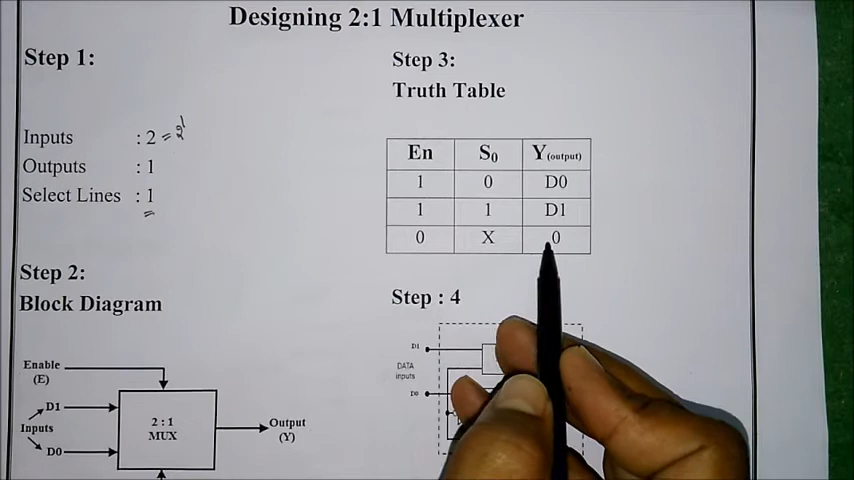 Designing 2:1 Multiplexer
Step 1:
Inputs : 2 = 2¹
Outputs : 1
Select Lines : 1
Step 2:
Block Diagram
Enable
(E)
D1
Inputs
D0
2 : 1
MUX
Output
(Y)
Step 3:
Truth Table
En S₀ Y(output)
1 0 D0
1 1 D1
0 X 0
Step : 4
D1
DATA
inputs
D0